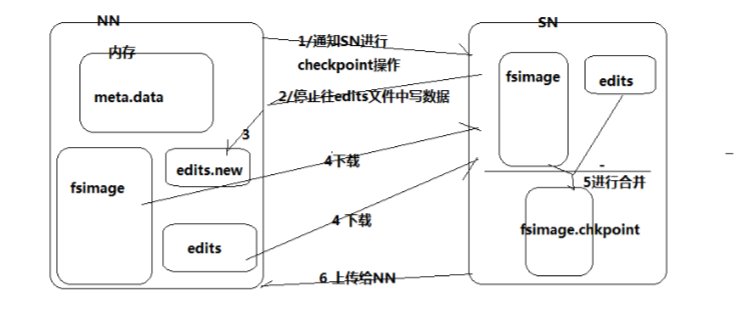 NN
SN
内存
meta.data
1/通知SN进行
checkpoint操作
2/停止往edits文件中写数据
3
edits.new
fsimage
edits
4下载
4 下载
6 上传给NN
fsimage
edits
5进行合并
fsimage.chkpoint